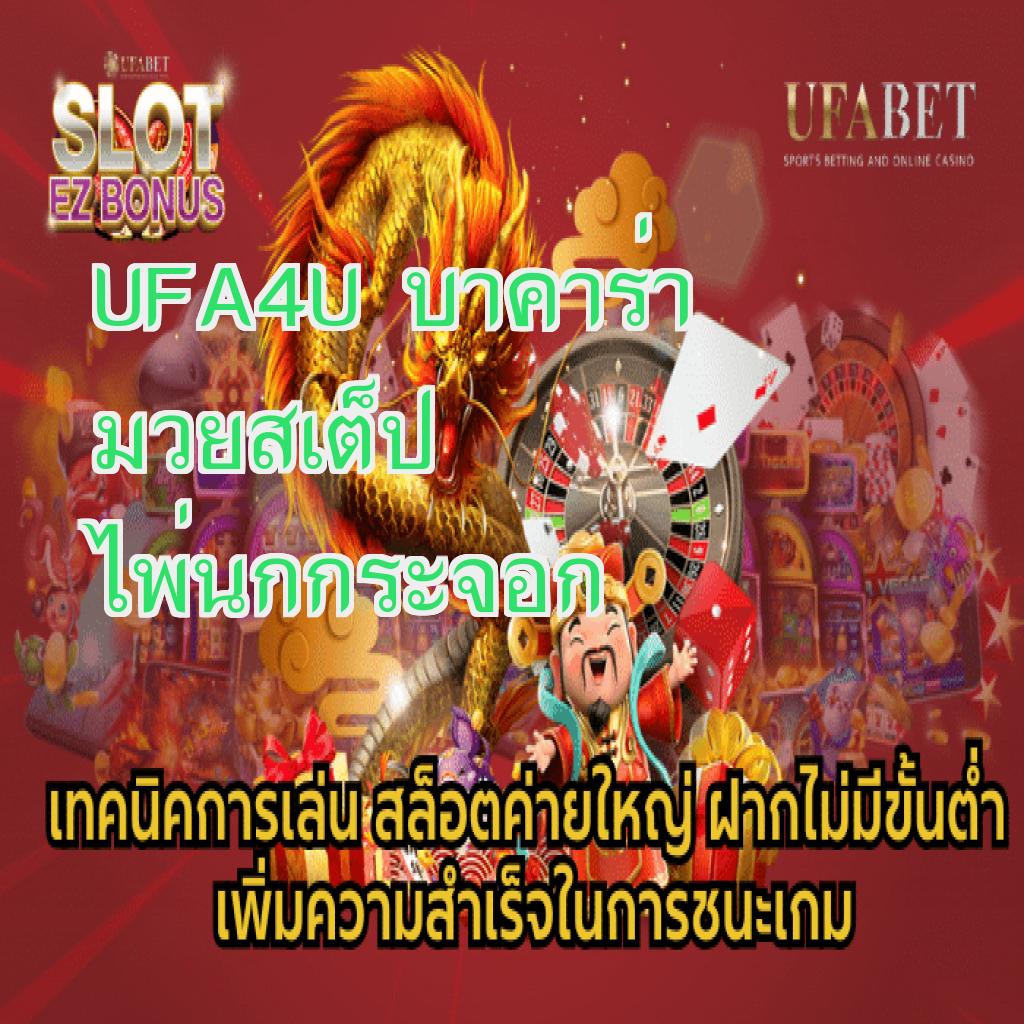 UFABET
SLOT
EZ BONUS
UFABET
SPORTS BETTING AND ONLINE CASINO
UFA4U บาคาร่า
มวยสเต็ป
ไพ่นกกระจอก
เทคนิคการเล่น สล็อตค่ายใหญ่ ฝากไม่มีขั้นต่ำ
เพิ่มความสำเร็จในการชนะเกม